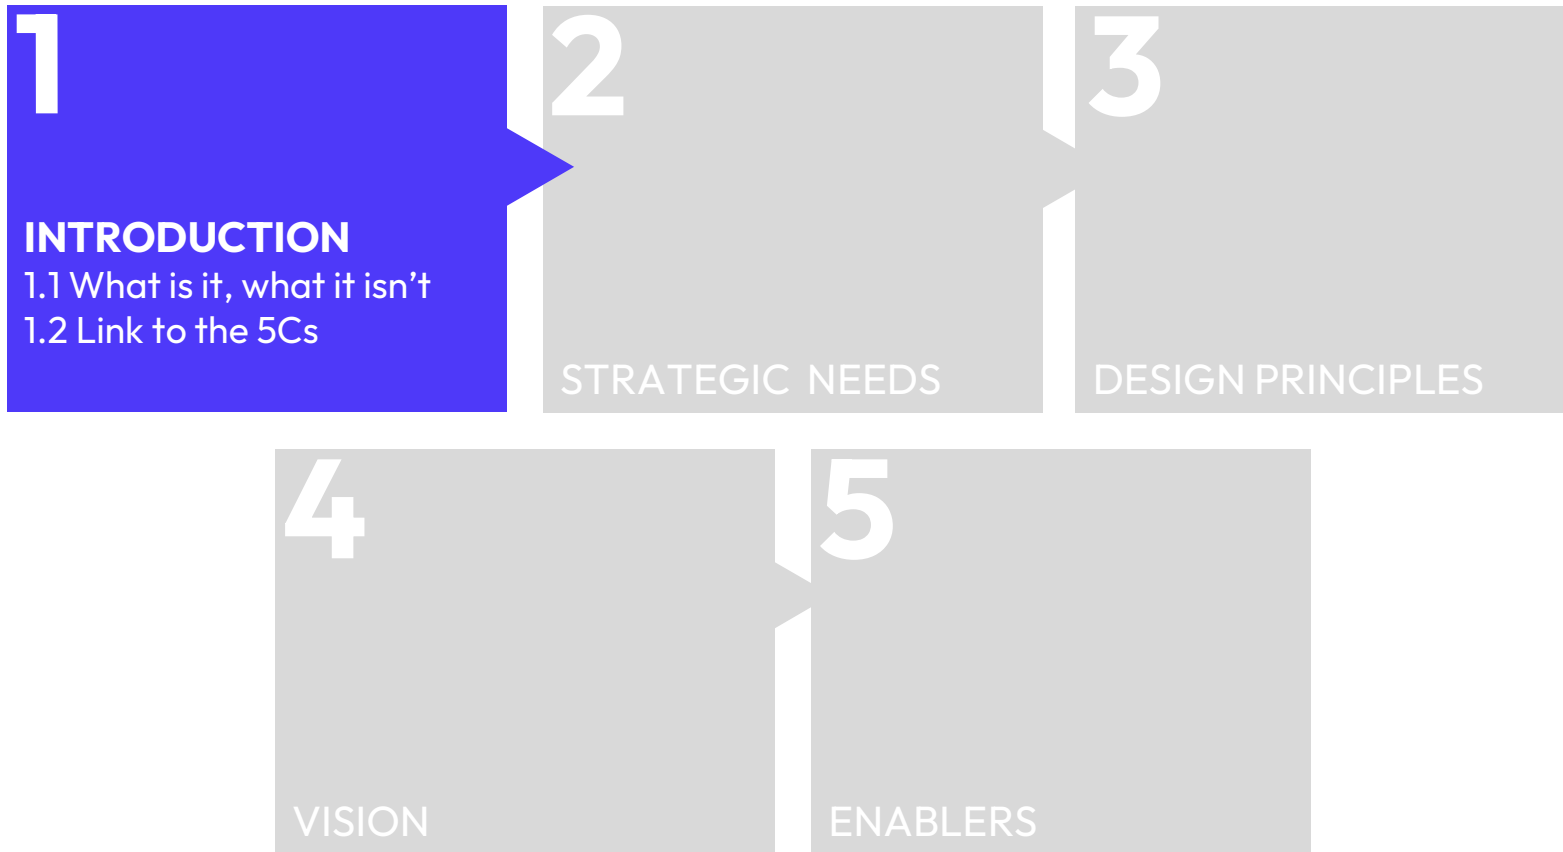 1
INTRODUCTION
1.1 What is it, what it isn’t
1.2 Link to the 5Cs
2
STRATEGIC NEEDS
3
DESIGN PRINCIPLES
4
VISION
5
ENABLERS